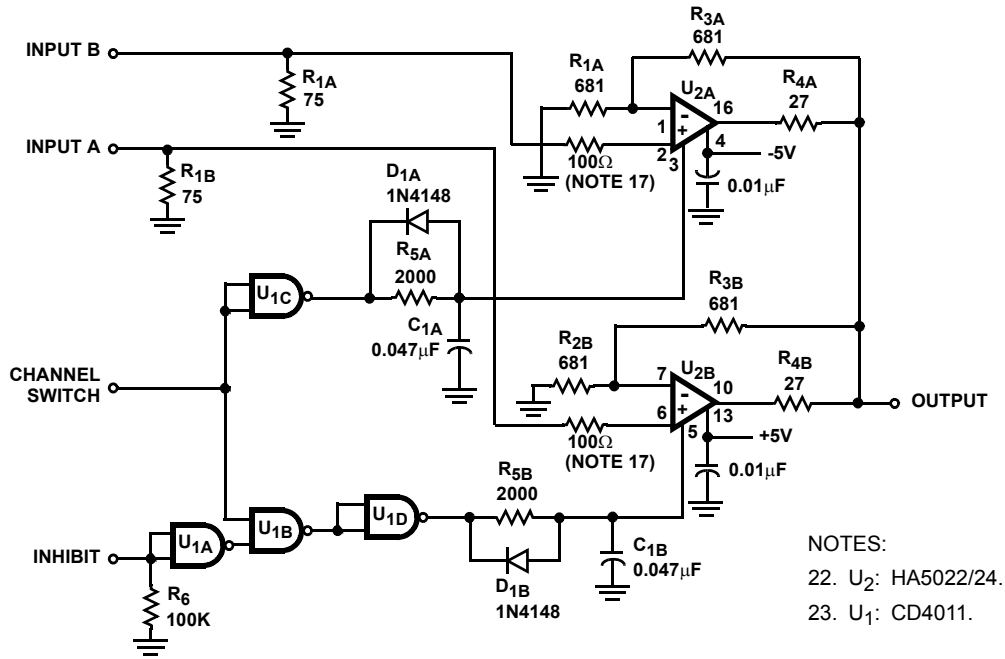 INPUT B
R1A
75
INPUT A
R1B
75
R3A
681
R1A
681
U2A
R4A
27
16
-
+
1
2
3
4
100Ω
(NOTE 17)
-5V
0.01µF
D1A
1N4148
R5A
2000
U1C
C1A
0.047µF
R3B
681
R2B
681
U2B
R4B
27
7
10
-
+
6
5
13
OUTPUT
100Ω
(NOTE 17)
+5V
0.01µF
CHANNEL
SWITCH
R5B
2000
U1D
U1B
U1A
INHIBIT
D1B
1N4148
C1B
0.047µF
R6
100K
NOTES:
22. U2: HA5022/24.
23. U1: CD4011.